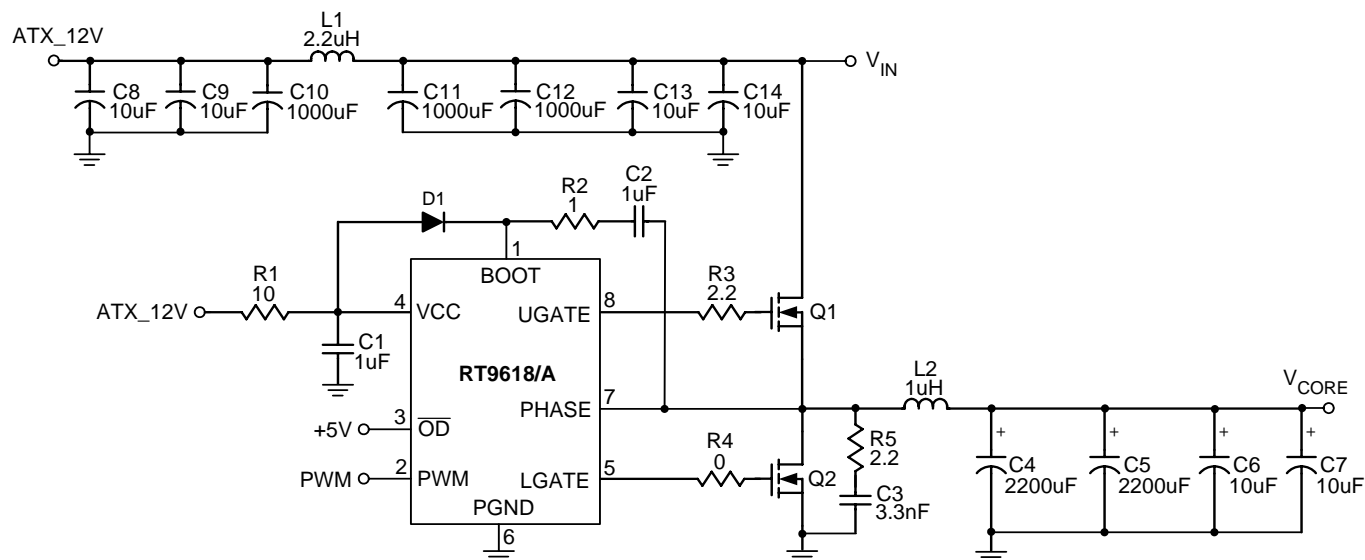 L1
2.2uH
ATX_12V
V_IN
C8
10uF
C9
10uF
C10
1000uF
C11
1000uF
C12
1000uF
C13
10uF
C14
10uF
D1
R2
1
C2
1uF
1
BOOT
R1
10
ATX_12V
4
VCC
UGATE
8
R3
2.2
Q1
C1
1uF
RT9618/A
PHASE
7
L2
1uH
V_CORE
+5V
3
OD
PWM
2
PWM
LGATE
5
R4
0
Q2
R5
2.2
C3
3.3nF
PGND
6
+
C4
2200uF
+
C5
2200uF
+
C6
10uF
+
C7
10uF